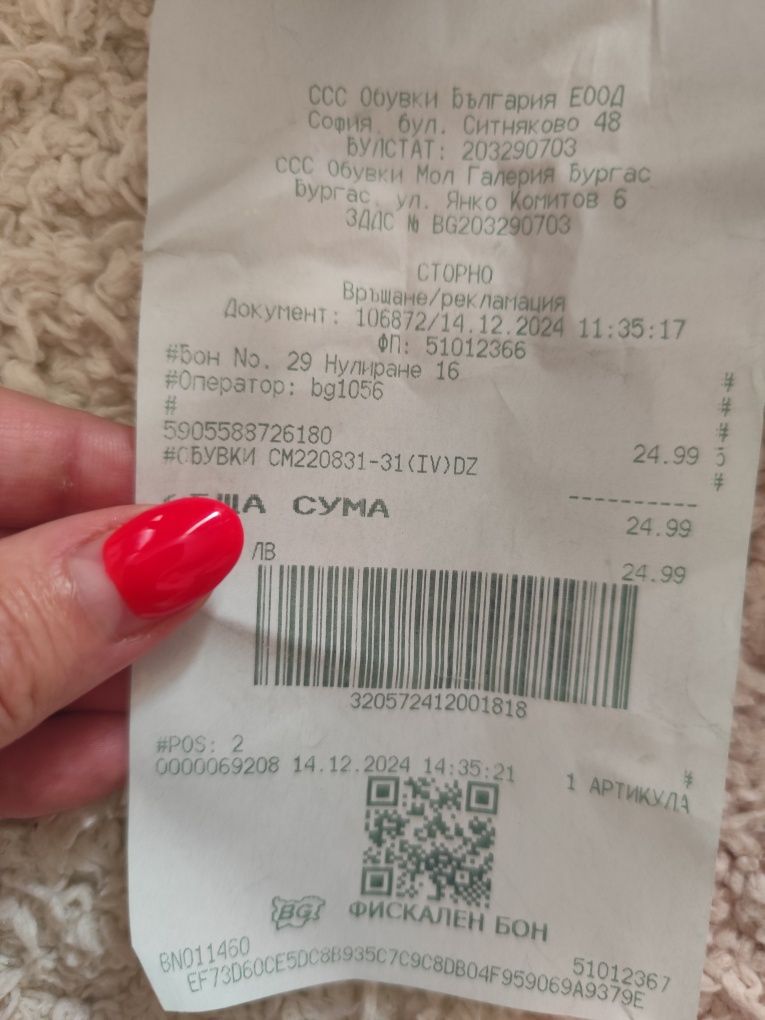 ССС Обувки България ЕООД
София, бул. Ситняково 48
БУЛСТАТ: 203290703
ССС Обувки Мол Галерия Бургас
Бургас, ул. Янко Комитов 6
ЗДДС № BG203290703
СТОРНО
Връщане/рекламация
Документ: 106872/14.12.2024 11:35:17
ФП: 51012366
#Бон No. 29 Нулиране 16 #
#Оператор: bg1056 #
# #
5905588726180
#ОБУВКИ CM220831-31(IV)DZ 24.99 Б
#
------------
СУМА 24.99
ЛВ 24.99
320572412001818
#POS: 2 #
0000069208 14.12.2024 14:35:21 1 АРТИКУЛА
BG
ФИСКАЛЕН БОН
BN011460 51012367
EF73D60CE5DC8B935C7C9C8DB04F959069A9379E